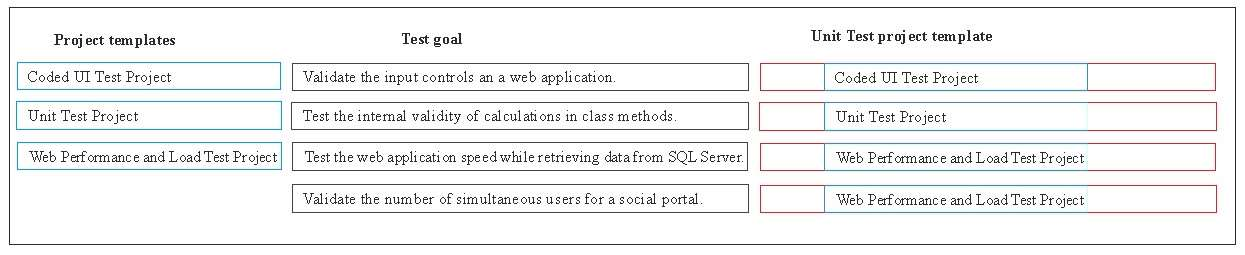 Project templates Test goal Unit Test project template
Coded UI Test Project Validate the input controls an a web application. Coded UI Test Project
Unit Test Project Test the internal validity of calculations in class methods. Unit Test Project
Web Performance and Load Test Project Test the web application speed while retrieving data from SQL Server. Web Performance and Load Test Project
Validate the number of simultaneous users for a social portal. Web Performance and Load Test Project